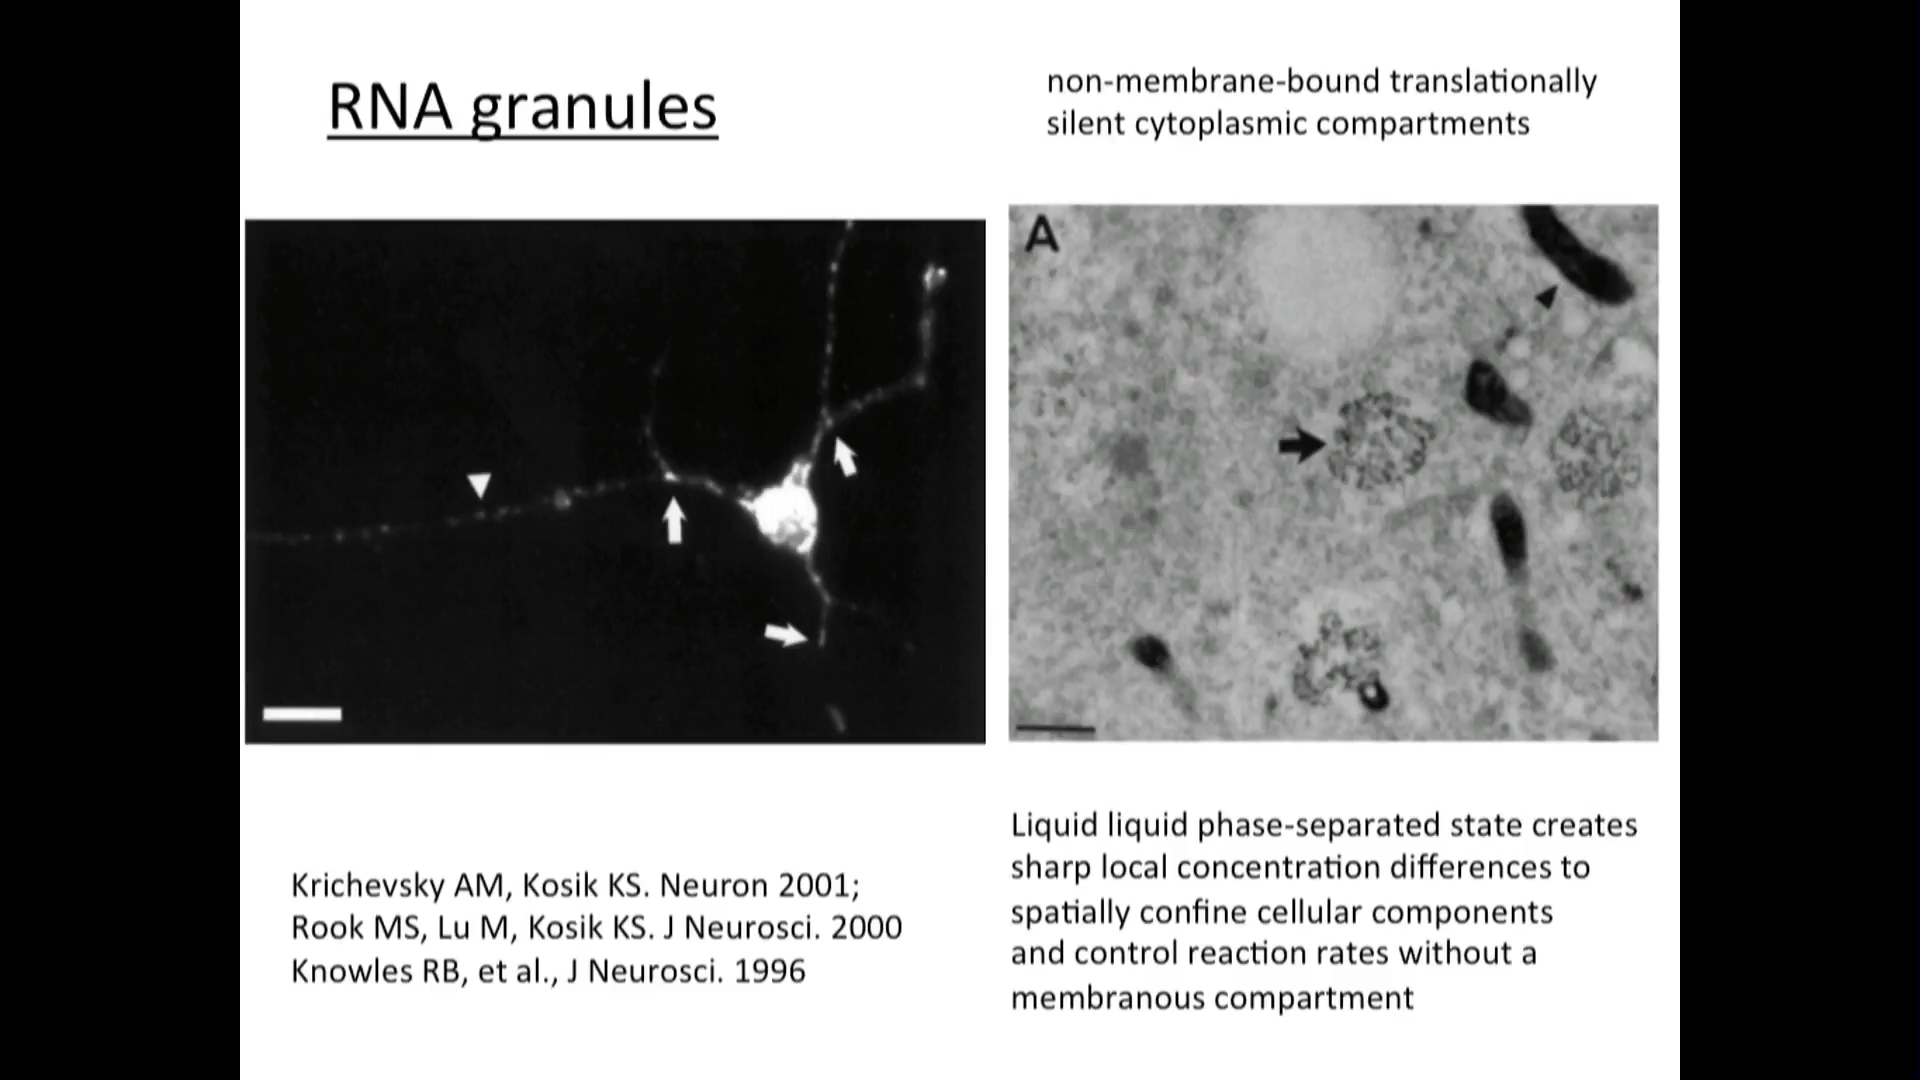 RNA granules
non-membrane-bound translationally
silent cytoplasmic compartments
A
Krichevsky AM, Kosik KS. Neuron 2001;
Rook MS, Lu M, Kosik KS. J Neurosci. 2000
Knowles RB, et al., J Neurosci. 1996
Liquid liquid phase-separated state creates
sharp local concentration differences to
spatially confine cellular components
and control reaction rates without a
membranous compartment